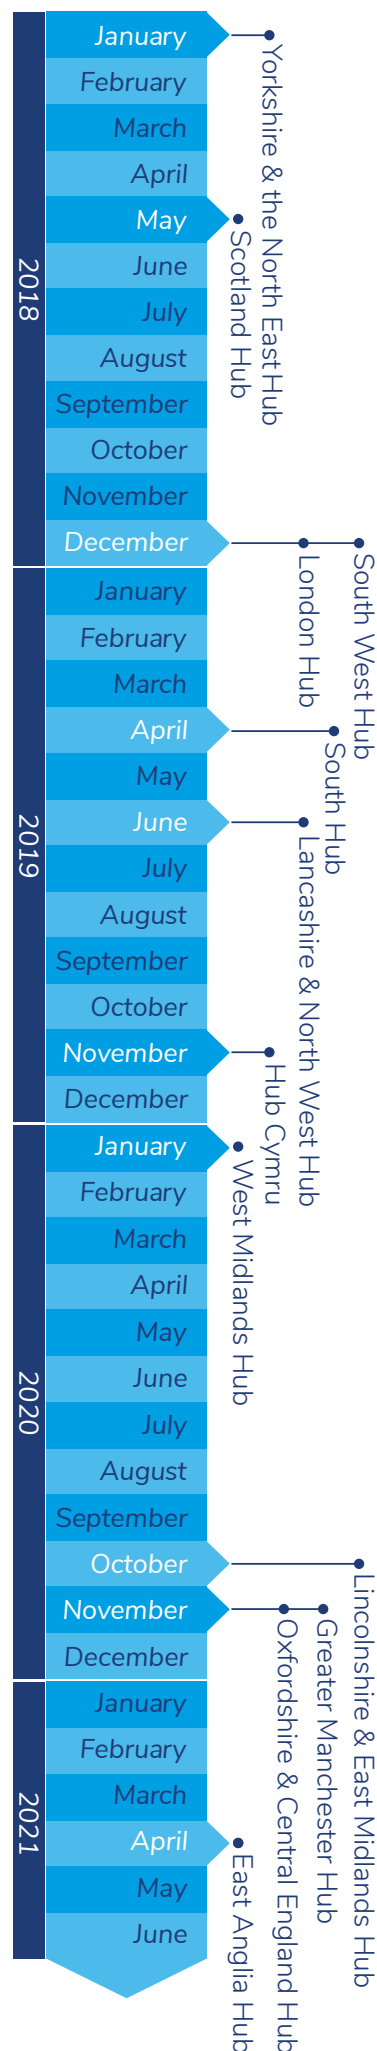 2018
January
Yorkshire & the North East Hub
February
March
April
May
Scotland Hub
June
July
August
September
October
November
December
London Hub
South West Hub
2019
January
February
March
April
South Hub
May
June
Lancashire & North West Hub
July
August
September
October
November
Hub Cymru
December
2020
January
West Midlands Hub
February
March
April
May
June
July
August
September
October
Lincolnshire & East Midlands Hub
November
Oxfordshire & Central England Hub
Greater Manchester Hub
December
2021
January
February
March
April
East Anglia Hub
May
June